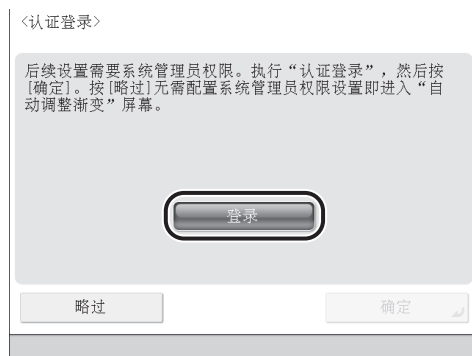 <认证登录>
后续设置需要系统管理员权限。执行“认证登录”，然后按
[确定]。按[略过]无需配置系统管理员权限设置即进入“自
动调整渐变”屏幕。
登录
略过
确定